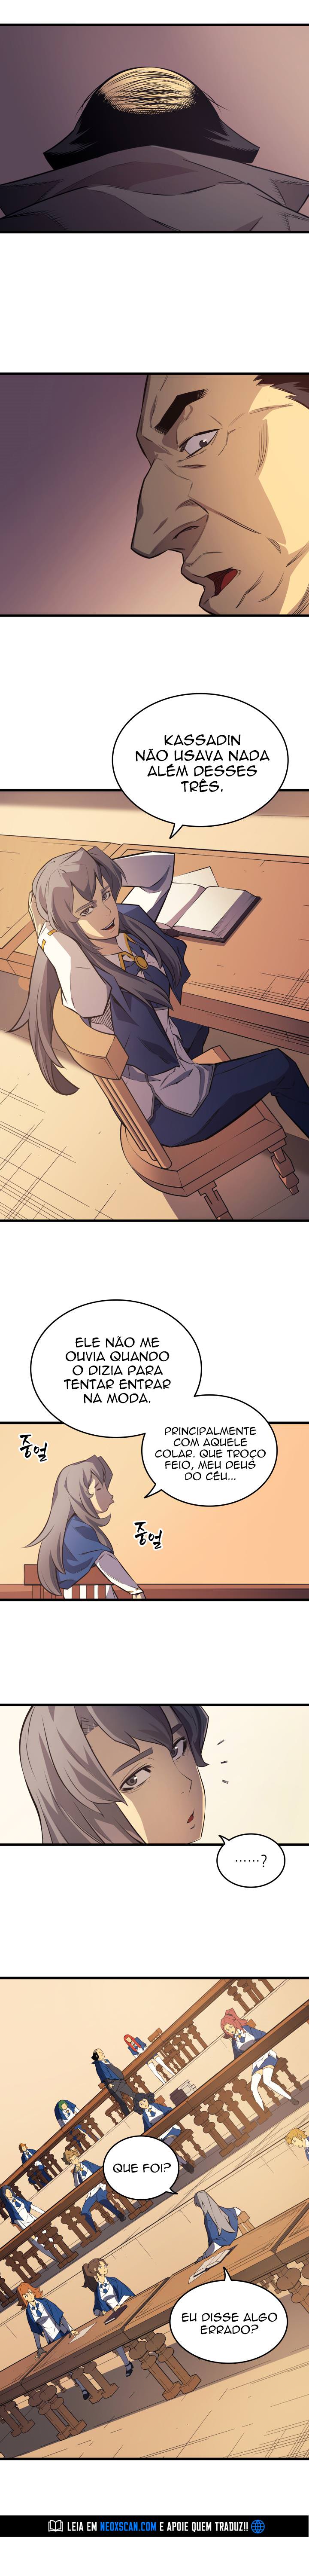 KASSADIN
NÃO USAVA NADA
ALÉM DESSES
TRÊS.
ELE NÃO ME
OUVIA QUANDO
O DIZIA PARA
TENTAR ENTRAR
NA MODA.
PRINCIPALMENTE
COM AQUELE
COLAR. QUE TROÇO
FEIO, MEU DEUS
DO CÉU...
중얼
중얼
......?
QUE FOI?
EU DISSE ALGO
ERRADO?
LEIA EM NEOXSCAN.COM E APOIE QUEM TRADUZ!!